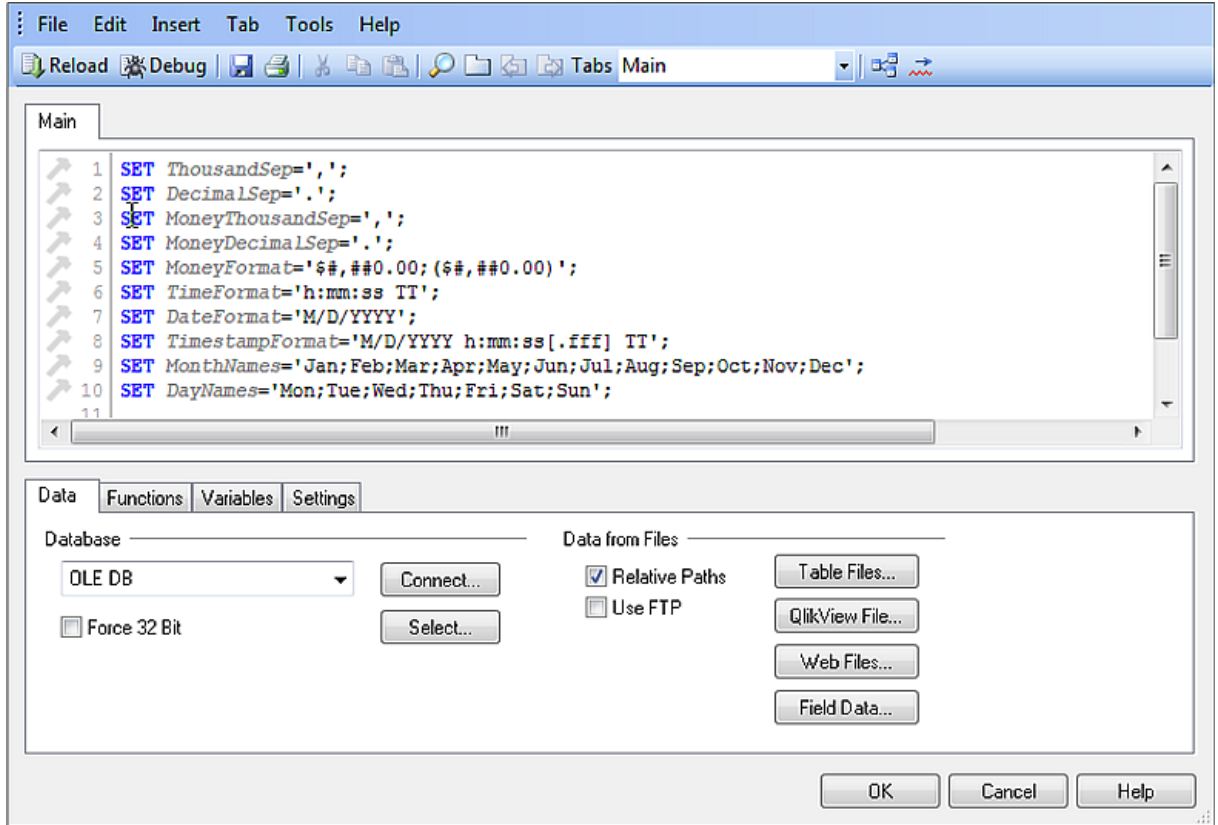 File Edit Insert Tab Tools Help
Reload Debug Tabs Main
Main
1 SET ThousandSep=',';
2 SET DecimalSep='.';
3 SET MoneyThousandSep=',';
4 SET MoneyDecimalSep='.';
5 SET MoneyFormat='$#,##0.00;($#,##0.00)';
6 SET TimeFormat='h:mm:ss TT';
7 SET DateFormat='M/D/YYYY';
8 SET TimestampFormat='M/D/YYYY h:mm:ss[.fff] TT';
9 SET MonthNames='Jan;Feb;Mar;Apr;May;Jun;Jul;Aug;Sep;Oct;Nov;Dec';
10 SET DayNames='Mon;Tue;Wed;Thu;Fri;Sat;Sun';
11
Data Functions Variables Settings
Database Data from Files
OLE DB Connect... Relative Paths Table Files...
Force 32 Bit Select... Use FTP QlikView File...
Web Files...
Field Data...
OK Cancel Help